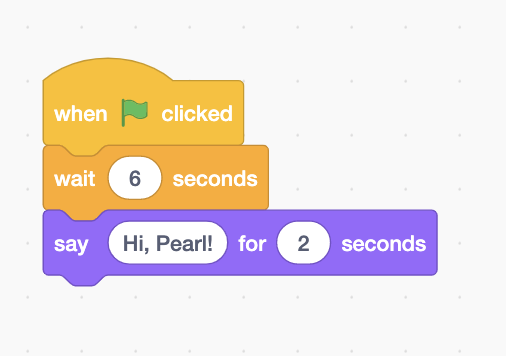 when clicked
wait 6 seconds
say Hi, Pearl! for 2 seconds